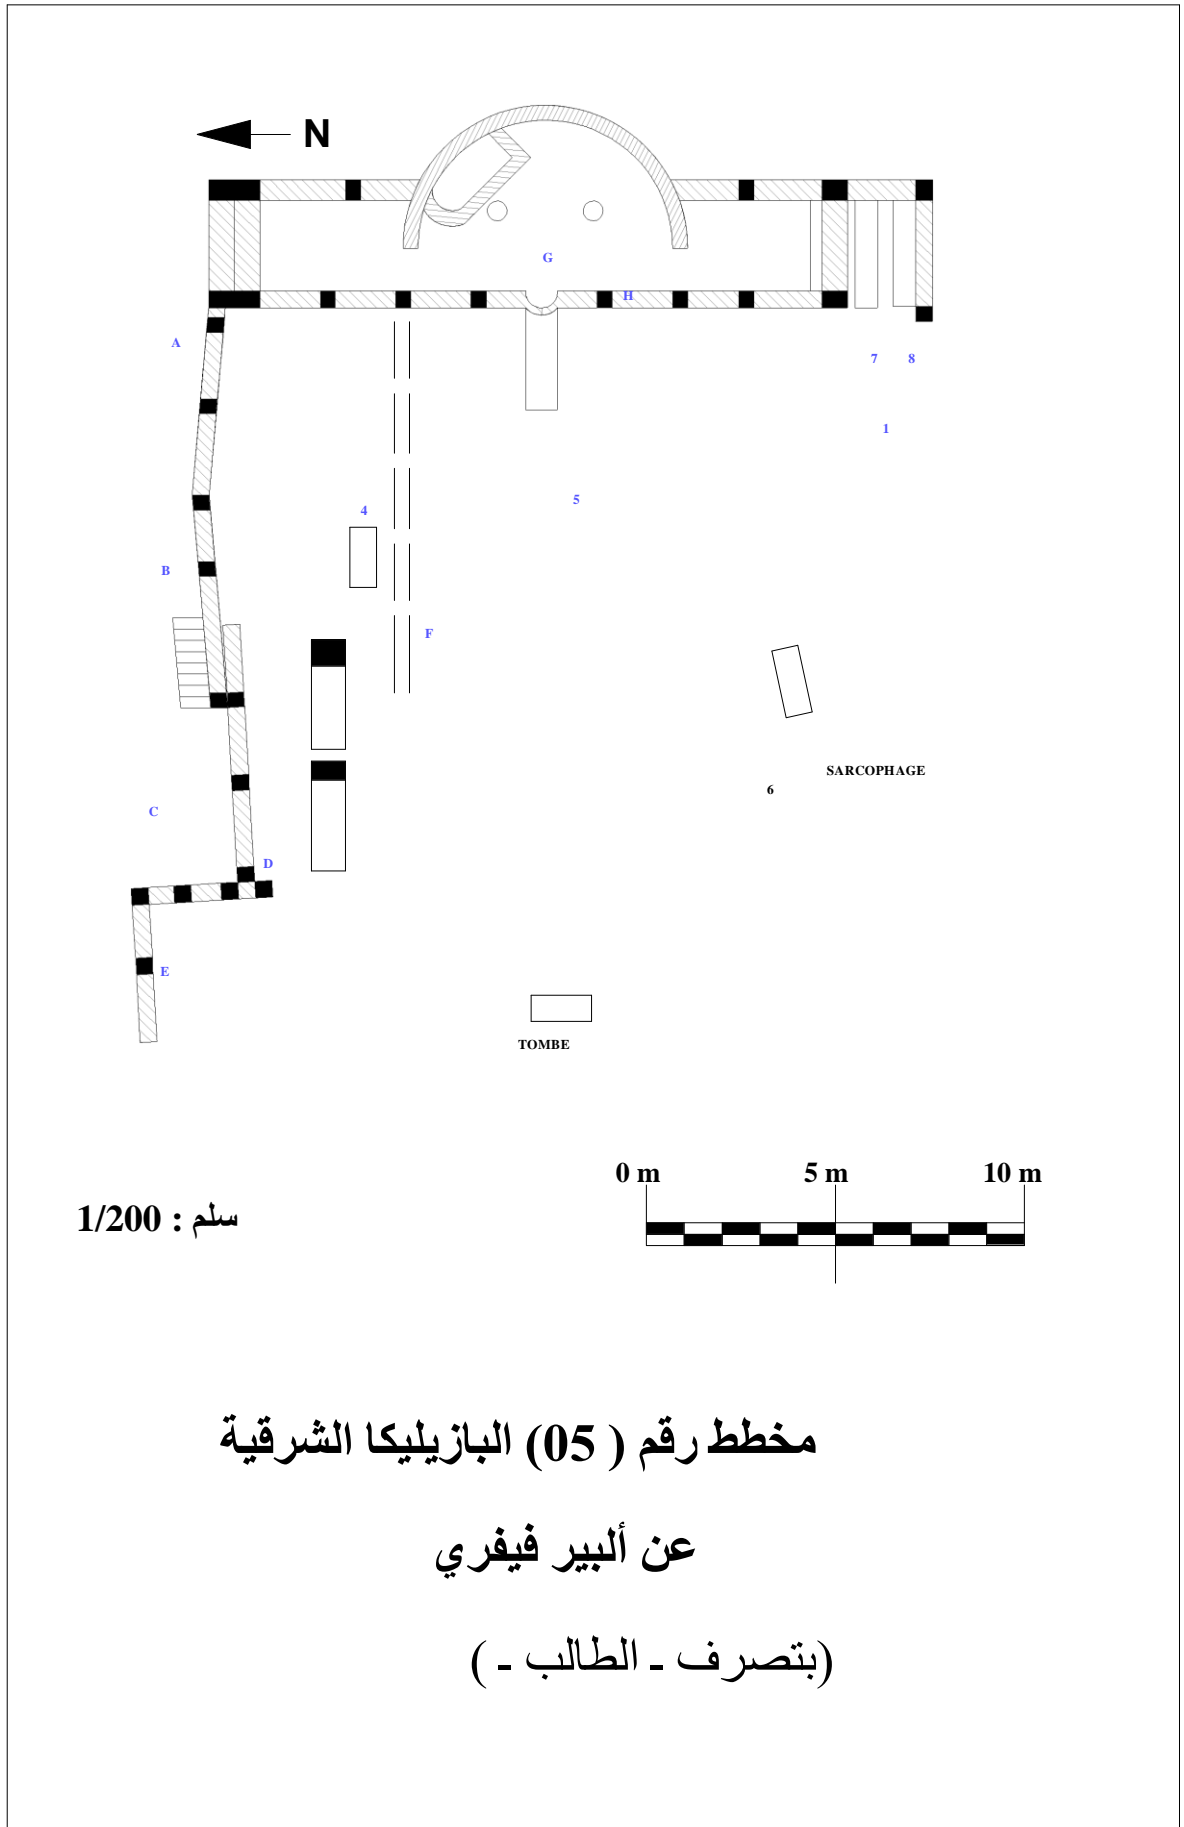 N
G
H
A
7 8
1
5
4
B
F
SARCOPHAGE
6
C
D
E
TOMBE
0 m 5 m 10 m
سلم : 1/200
مخطط رقم ( 05) البازيليكا الشرقية
عن ألبير فيفري
(بتصرف - الطالب - )